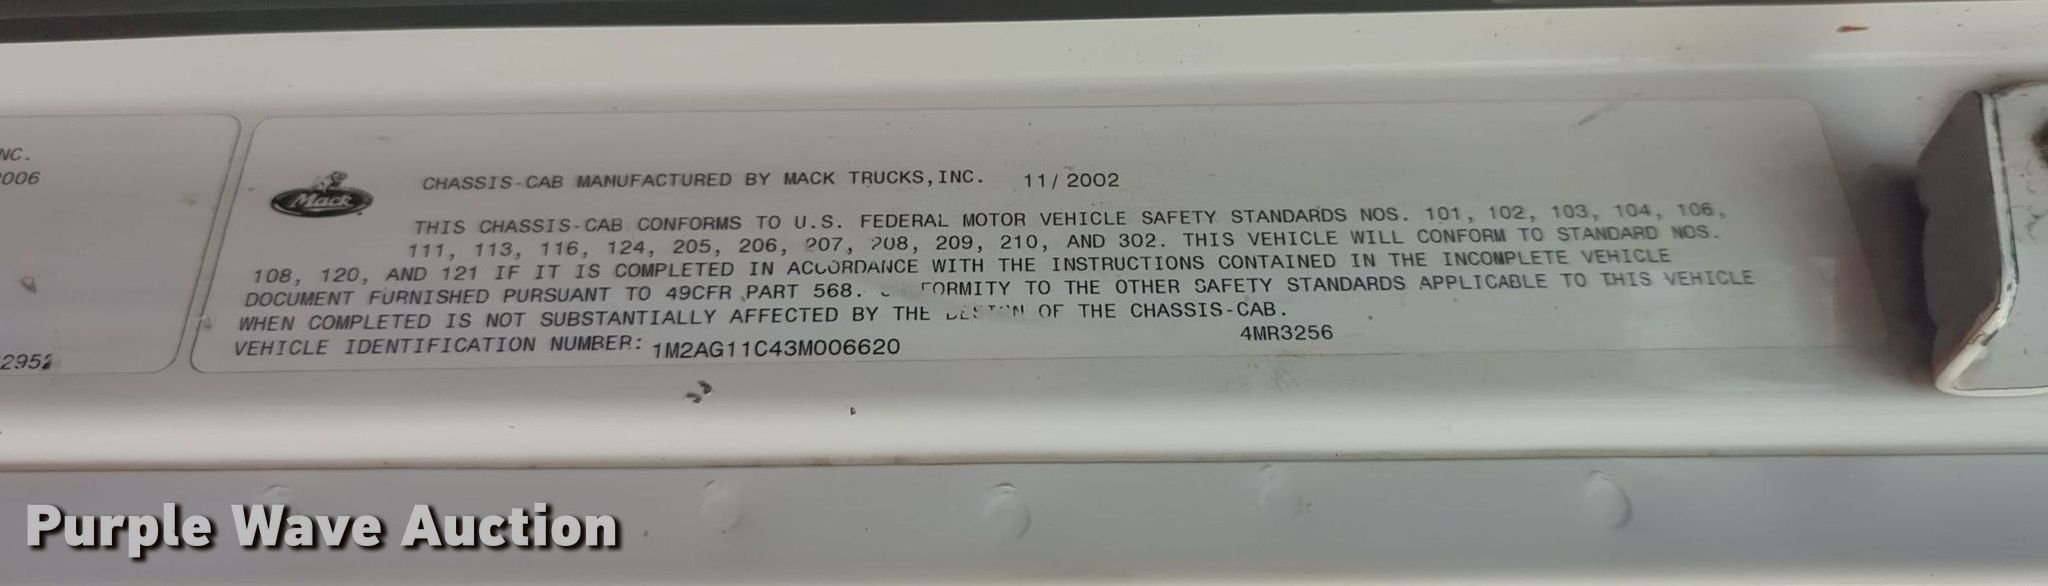 NC.
006
2952
Mack
CHASSIS-CAB MANUFACTURED BY MACK TRUCKS, INC. 11/2002
THIS CHASSIS-CAB CONFORMS TO U.S. FEDERAL MOTOR VEHICLE SAFETY STANDARDS NOS. 101, 102, 103, 104, 106,
111, 113, 116, 124, 205, 206, 207, 208, 209, 210, AND 302. THIS VEHICLE WILL CONFORM TO STANDARD NOS.
108, 120, AND 121 IF IT IS COMPLETED IN ACCORDANCE WITH THE INSTRUCTIONS CONTAINED IN THE INCOMPLETE VEHICLE
DOCUMENT FURNISHED PURSUANT TO 49CFR PART 568. FORMITY TO THE OTHER SAFETY STANDARDS APPLICABLE TO THIS VEHICLE
WHEN COMPLETED IS NOT SUBSTANTIALLY AFFECTED BY THE DESIGN OF THE CHASSIS-CAB.
VEHICLE IDENTIFICATION NUMBER: 1M2AG11C43M006620 4MR3256
Purple Wave Auction